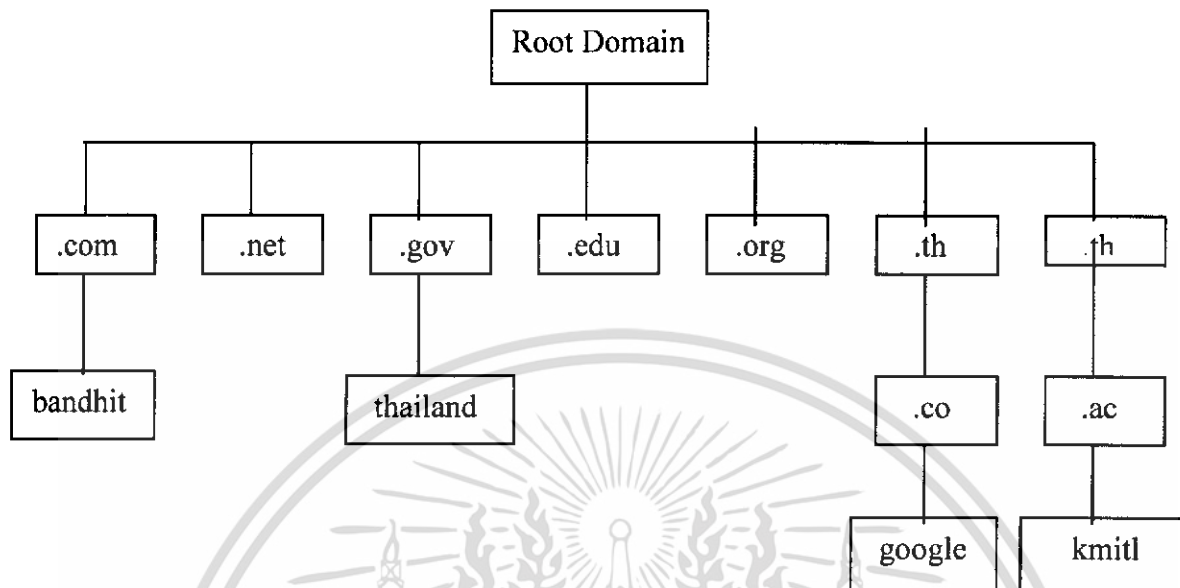 Root Domain
.com .net .gov .edu .org .th .th
bandhit thailand .co .ac
google kmitl